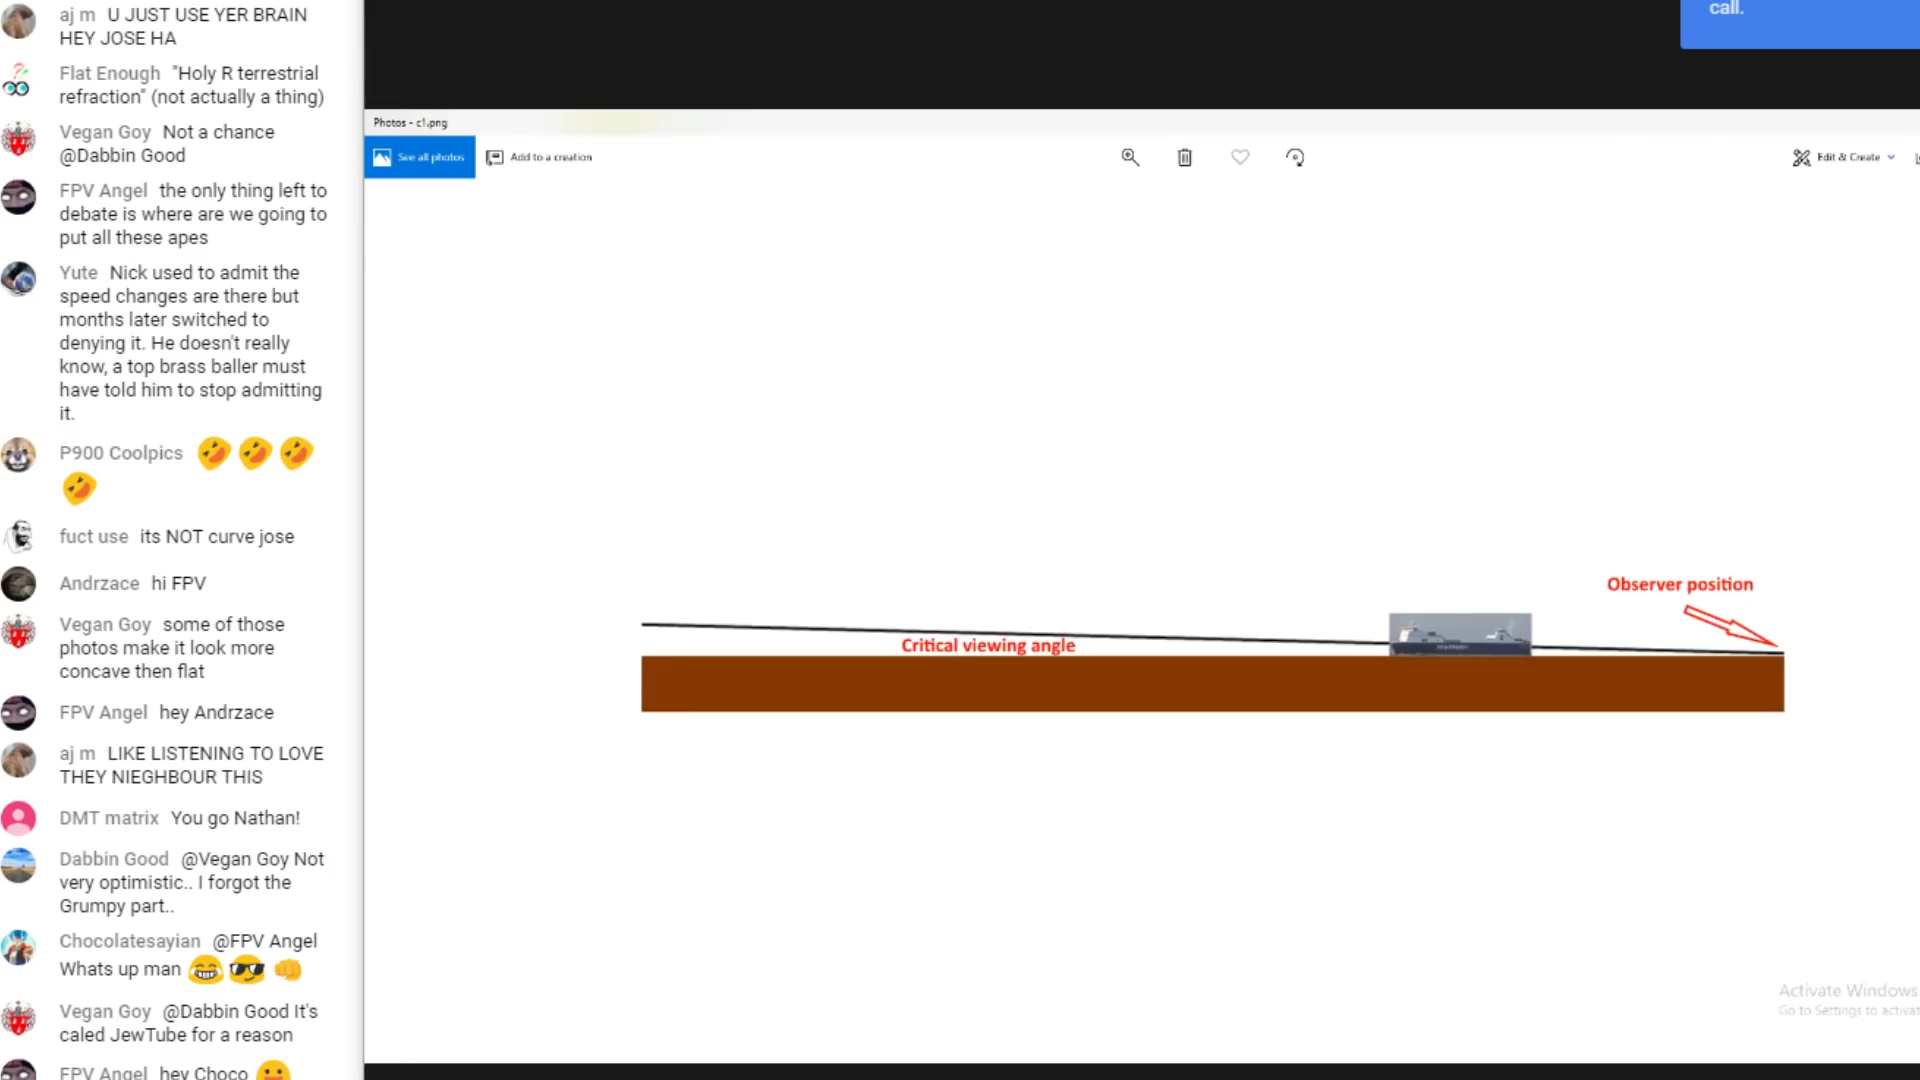 aj m U JUST USE YER BRAIN
HEY JOSE HA
Flat Enough "Holy R terrestrial
refraction" (not actually a thing)
Vegan Goy Not a chance
@Dabbin Good
FPV Angel the only thing left to
debate is where are we going to
put all these apes
Yute Nick used to admit the
speed changes are there but
months later switched to
denying it. He doesn't really
know, a top brass baller must
have told him to stop admitting
it.
P900 Coolpics
fuct use its NOT curve jose
Andrzace hi FPV
Vegan Goy some of those
photos make it look more
concave then flat
FPV Angel hey Andrzace
aj m LIKE LISTENING TO LOVE
THEY NIEGHBOUR THIS
DMT matrix You go Nathan!
Dabbin Good @Vegan Goy Not
very optimistic.. I forgot the
Grumpy part..
Chocolatesayian @FPV Angel
Whats up man
Vegan Goy @Dabbin Good It's
caled JewTube for a reason
FPV Angel hey Choco
call.
Photos - c1.png
See all photos
Add to a creation
Edit & Create
Observer position
Critical viewing angle
Activate Windows
Go to Settings to activat